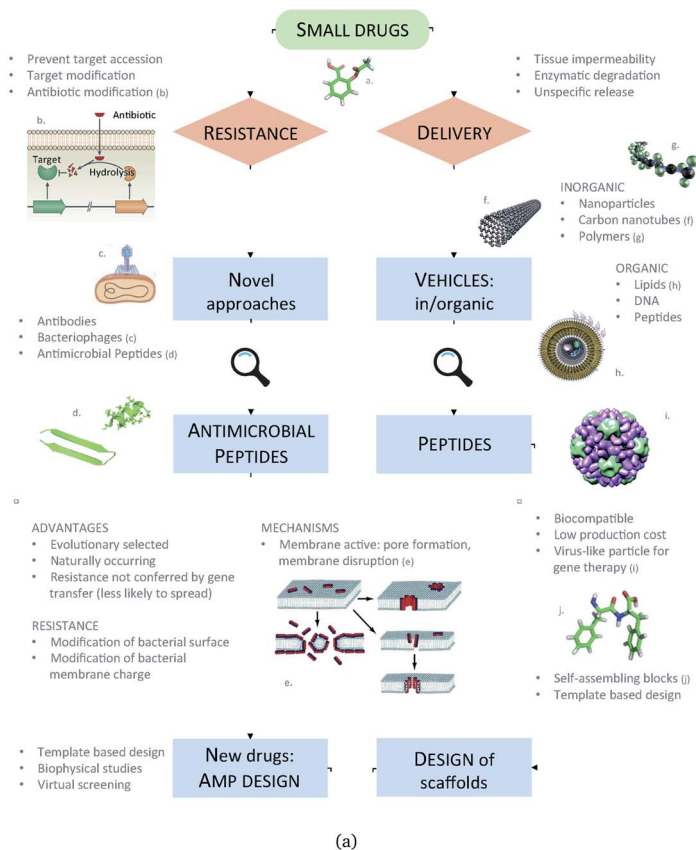 SMALL DRUGS
• Prevent target accession
• Target modification
• Antibiotic modification (b)
a.
• Tissue impermeability
• Enzymatic degradation
• Unspecific release
b.
Antibiotic
Target
Hydrolysis
RESISTANCE
DELIVERY
g.
f.
INORGANIC
• Nanoparticles
• Carbon nanotubes (f)
• Polymers (g)
c.
Novel
approaches
VEHICLES:
in/organic
ORGANIC
• Lipids (h)
• DNA
• Peptides
• Antibodies
• Bacteriophages (c)
• Antimicrobial Peptides (d)
h.
d.
ANTIMICROBIAL
PEPTIDES
PEPTIDES
i.
ADVANTAGES
• Evolutionary selected
• Naturally occurring
• Resistance not conferred by gene
transfer (less likely to spread)
RESISTANCE
• Modification of bacterial surface
• Modification of bacterial
membrane charge
MECHANISMS
• Membrane active: pore formation,
membrane disruption (e)
e.
• Biocompatible
• Low production cost
• Virus-like particle for
gene therapy (i)
j.
• Self-assembling blocks (j)
• Template based design
• Template based design
• Biophysical studies
• Virtual screening
New drugs:
AMP DESIGN
DESIGN of
scaffolds
(a)